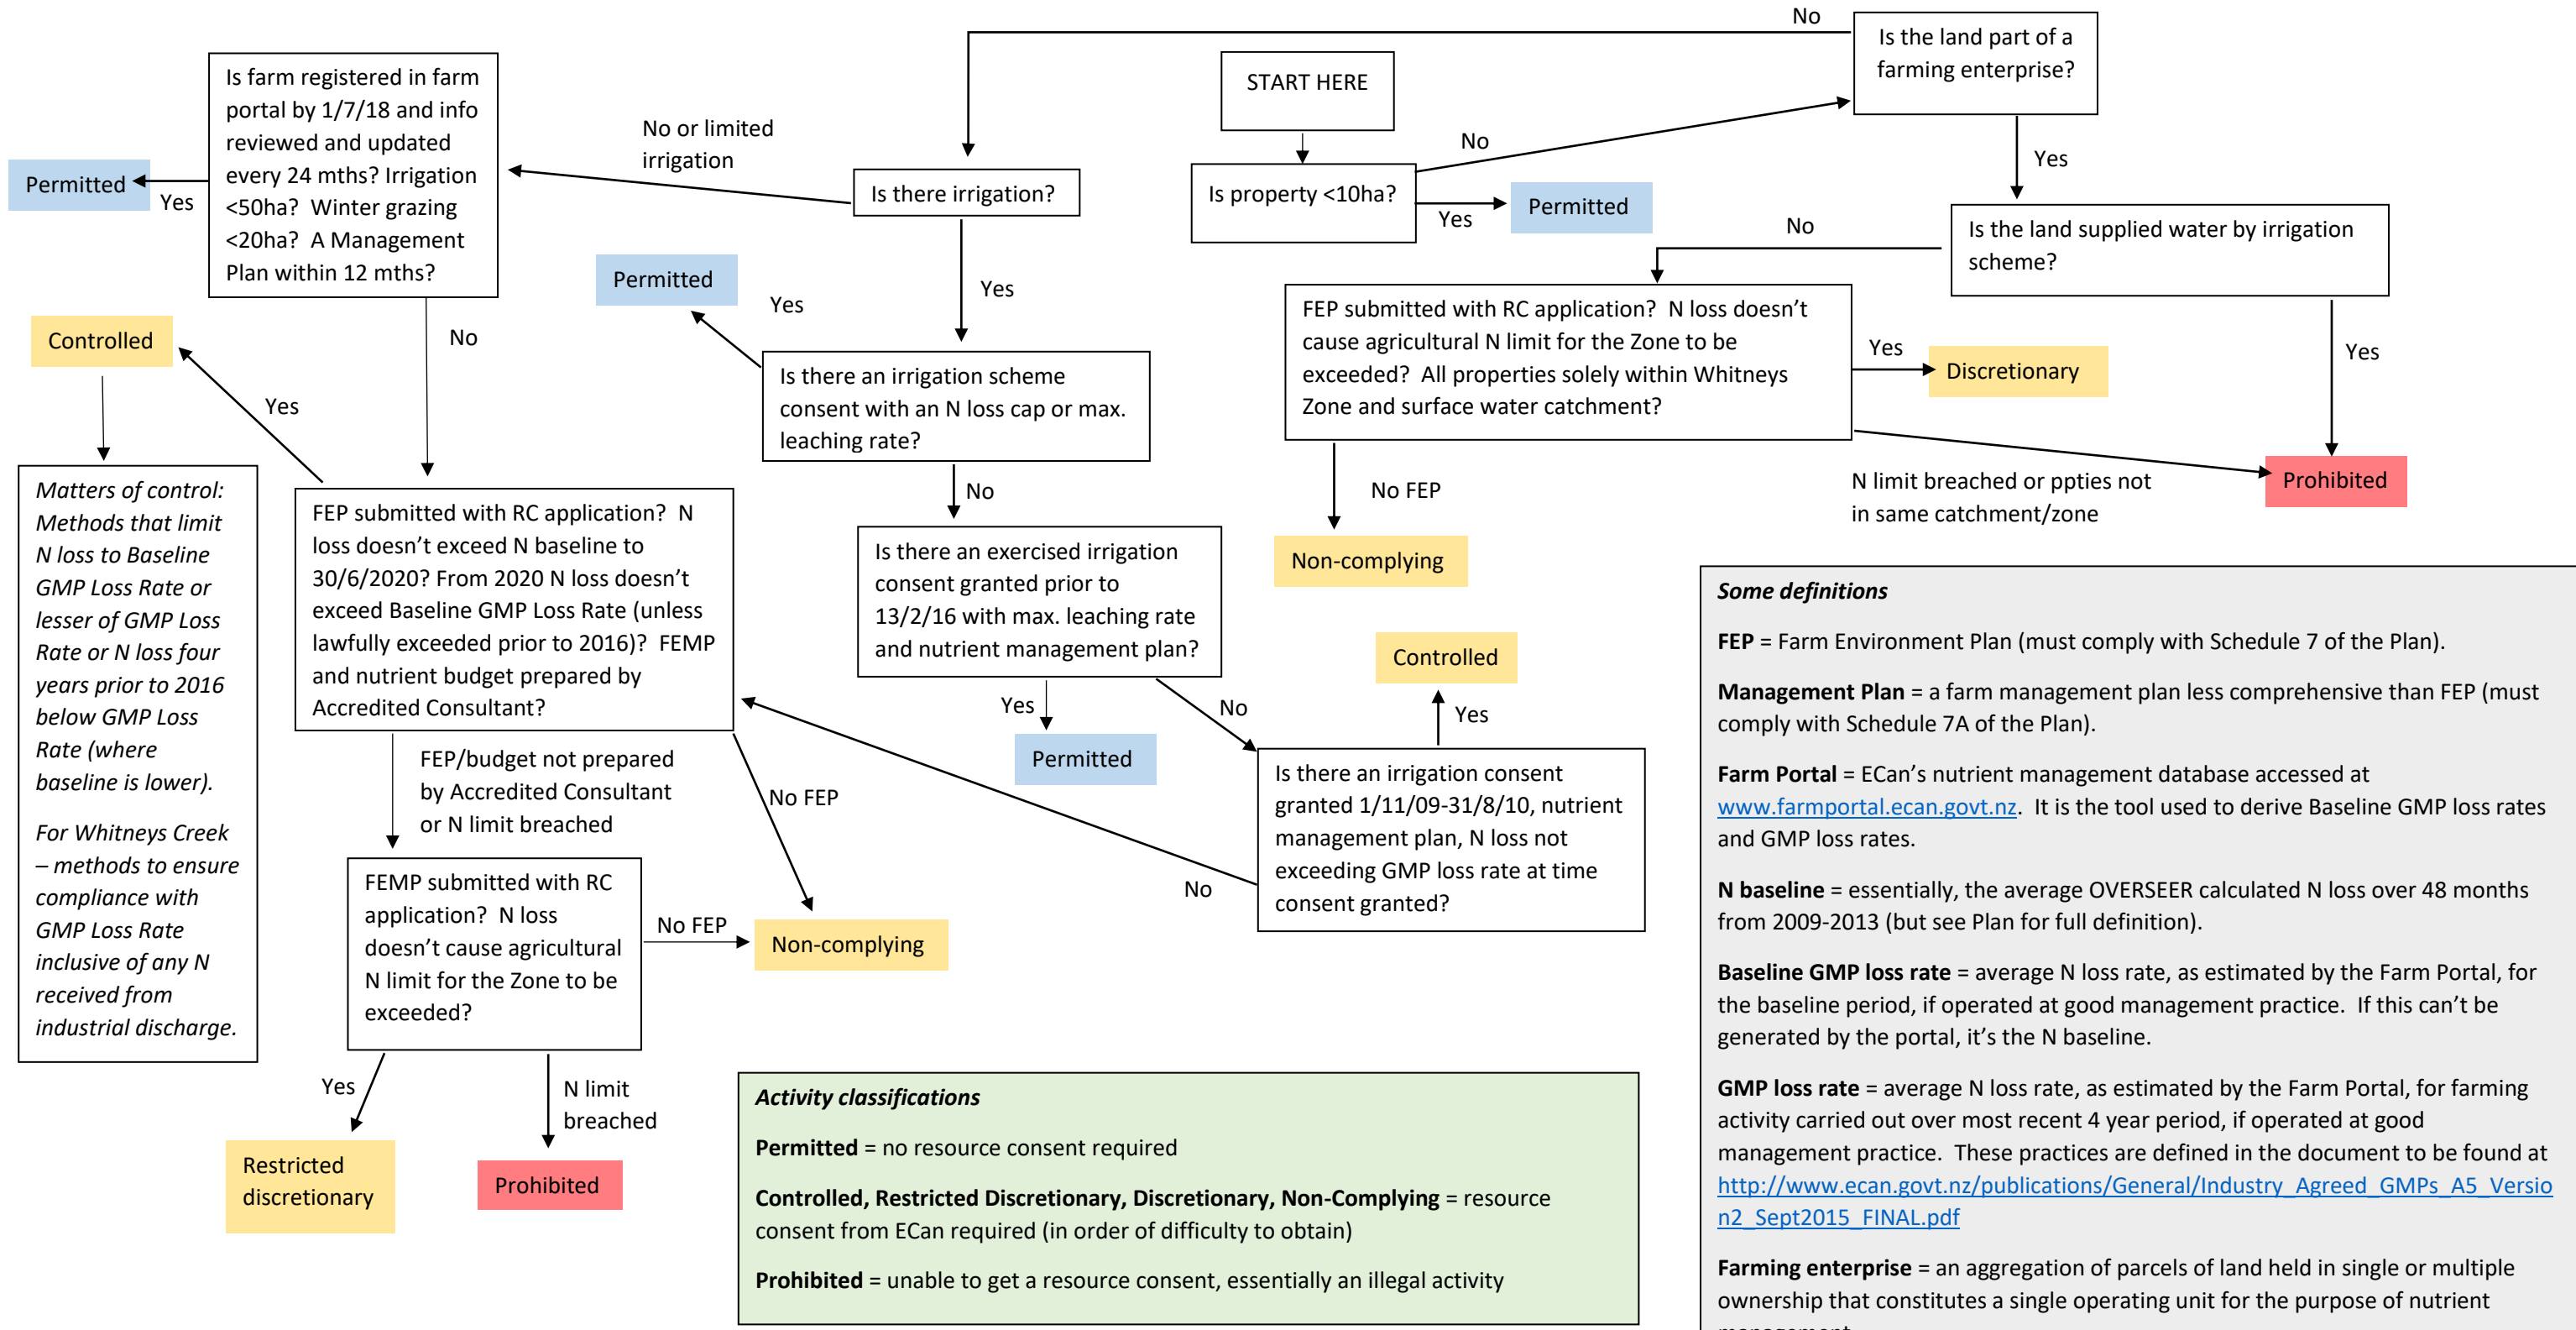 START HERE
Is property <10ha?
Yes
Permitted
No
Is the land part of a
farming enterprise?
No
Yes
Is the land supplied water by irrigation
scheme?
No
Yes
FEP submitted with RC application?  N loss doesn’t
cause agricultural N limit for the Zone to be
exceeded?  All properties solely within Whitneys
Zone and surface water catchment?
Yes
Discretionary
No FEP
Non-complying
N limit breached or ppties not
in same catchment/zone
Prohibited
Is there irrigation?
No or limited
irrigation
Yes
Is farm registered in farm
portal by 1/7/18 and info
reviewed and updated
every 24 mths? Irrigation
<50ha?  Winter grazing
<20ha?  A Management
Plan within 12 mths?
Yes
Permitted
No
Is there an irrigation scheme
consent with an N loss cap or max.
leaching rate?
Yes
Permitted
No
Is there an exercised irrigation
consent granted prior to
13/2/16 with max. leaching rate
and nutrient management plan?
Yes
Permitted
No
Is there an irrigation consent
granted 1/11/09-31/8/10, nutrient
management plan, N loss not
exceeding GMP loss rate at time
consent granted?
Yes
Controlled
No
FEP submitted with RC application?  N
loss doesn’t exceed N baseline to
30/6/2020? From 2020 N loss doesn’t
exceed Baseline GMP Loss Rate (unless
lawfully exceeded prior to 2016)?  FEMP
and nutrient budget prepared by
Accredited Consultant?
Yes
Controlled
Matters of control:
Methods that limit
N loss to Baseline
GMP Loss Rate or
lesser of GMP Loss
Rate or N loss four
years prior to 2016
below GMP Loss
Rate (where
baseline is lower).
For Whitneys Creek
– methods to ensure
compliance with
GMP Loss Rate
inclusive of any N
received from
industrial discharge.
FEP/budget not prepared
by Accredited Consultant
or N limit breached
No FEP
FEMP submitted with RC
application?  N loss
doesn’t cause agricultural
N limit for the Zone to be
exceeded?
No FEP
Non-complying
Yes
Restricted
discretionary
N limit
breached
Prohibited
Activity classifications
Permitted = no resource consent required
Controlled, Restricted Discretionary, Discretionary, Non-Complying = resource
consent from ECan required (in order of difficulty to obtain)
Prohibited = unable to get a resource consent, essentially an illegal activity
Some definitions
FEP = Farm Environment Plan (must comply with Schedule 7 of the Plan).
Management Plan = a farm management plan less comprehensive than FEP (must
comply with Schedule 7A of the Plan).
Farm Portal = ECan’s nutrient management database accessed at
www.farmportal.ecan.govt.nz.  It is the tool used to derive Baseline GMP loss rates
and GMP loss rates.
N baseline = essentially, the average OVERSEER calculated N loss over 48 months
from 2009-2013 (but see Plan for full definition).
Baseline GMP loss rate = average N loss rate, as estimated by the Farm Portal, for
the baseline period, if operated at good management practice.  If this can’t be
generated by the portal, it’s the N baseline.
GMP loss rate = average N loss rate, as estimated by the Farm Portal, for farming
activity carried out over most recent 4 year period, if operated at good
management practice.  These practices are defined in the document to be found at
http://www.ecan.govt.nz/publications/General/Industry_Agreed_GMPs_A5_Versio
n2_Sept2015_FINAL.pdf
Farming enterprise = an aggregation of parcels of land held in single or multiple
ownership that constitutes a single operating unit for the purpose of nutrient